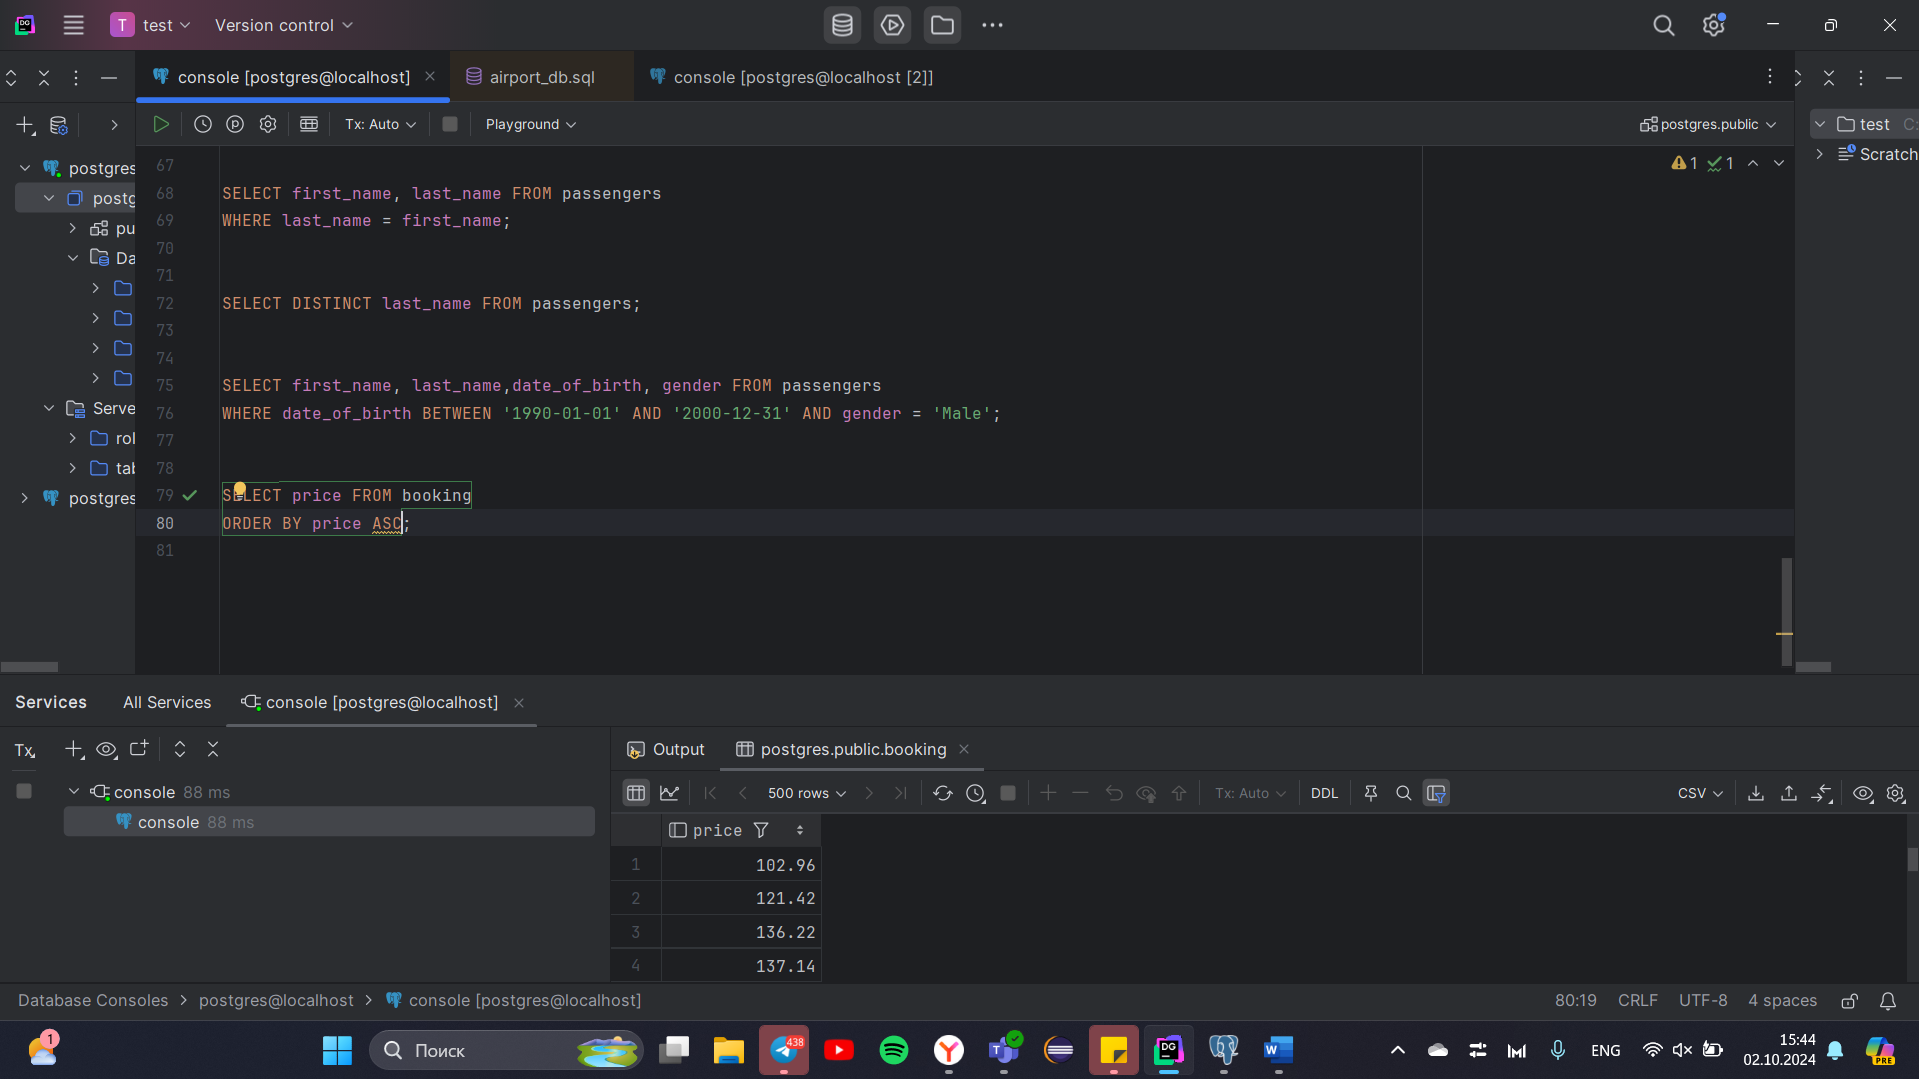 T test Version control
console [postgres@localhost] airport_db.sql console [postgres@localhost [2]]
Tx: Auto Playground postgres.public
test C:
Scratch
postgres
postg
pu
Da
Serve
rol
tab
postgres
1 1
67
68 SELECT first_name, last_name FROM passengers
69 WHERE last_name = first_name;
70
71
72 SELECT DISTINCT last_name FROM passengers;
73
74
75 SELECT first_name, last_name,date_of_birth, gender FROM passengers
76 WHERE date_of_birth BETWEEN '1990-01-01' AND '2000-12-31' AND gender = 'Male';
77
78
79 SELECT price FROM booking
80 ORDER BY price ASC;
81
Services All Services console [postgres@localhost]
Tx
console 88 ms
console 88 ms
Output postgres.public.booking
500 rows Tx: Auto DDL CSV
price
1 102.96
2 121.42
3 136.22
4 137.14
Database Consoles > postgres@localhost > console [postgres@localhost] 80:19 CRLF UTF-8 4 spaces
1 Поиск 438 ENG 15:44
02.10.2024
PRE